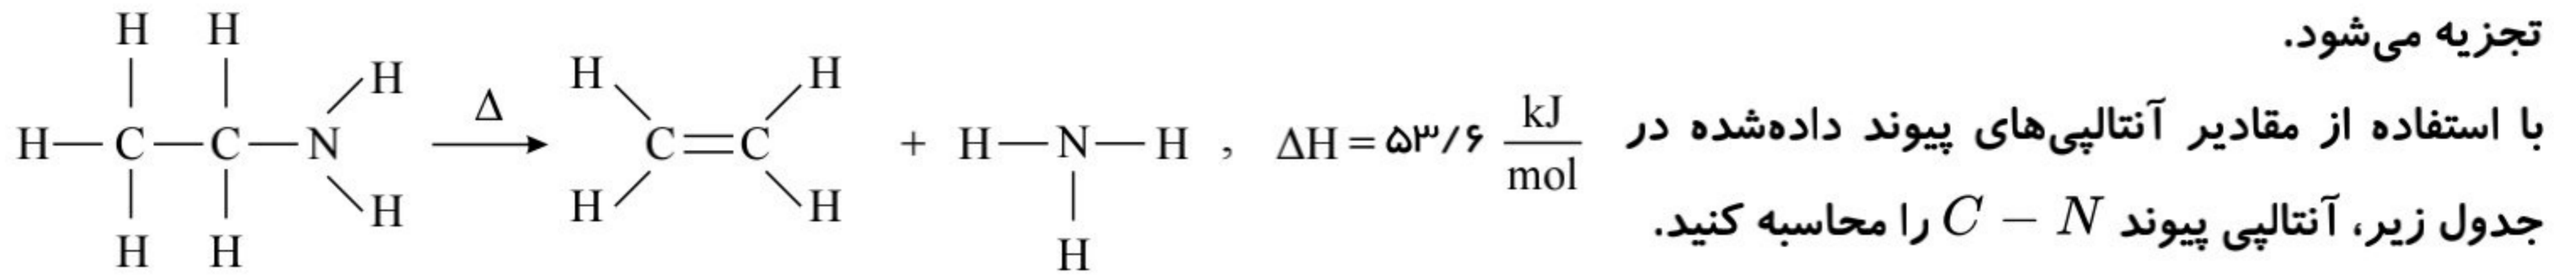 تجزیه می‌شود.
با استفاده از مقادیر آنتالپی‌های پیوند داده‌شده در
جدول زیر، آنتالپی پیوند C − N را محاسبه کنید.
H H
H H H
H—C—C—N Δ C=C + H—N—H , ΔH = ۵۳/۶ kJ/mol
H H H
H H H